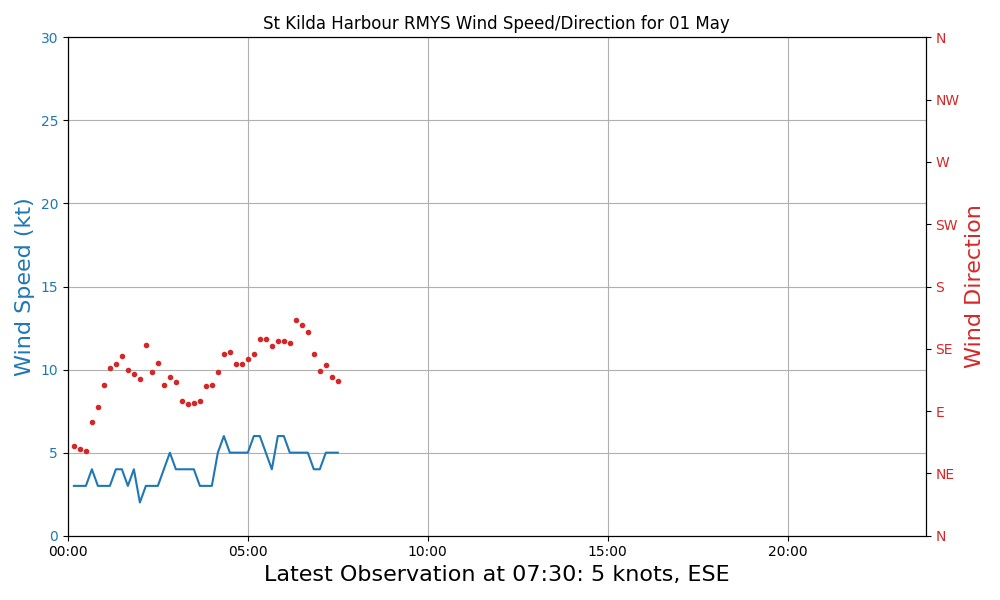 St Kilda Harbour RMYS Wind Speed/Direction for 01 May
30
25
20
15
10
5
0
Wind Speed (kt)
N
NW
W
SW
S
SE
E
NE
N
Wind Direction
00:00 05:00 10:00 15:00 20:00
Latest Observation at 07:30: 5 knots, ESE